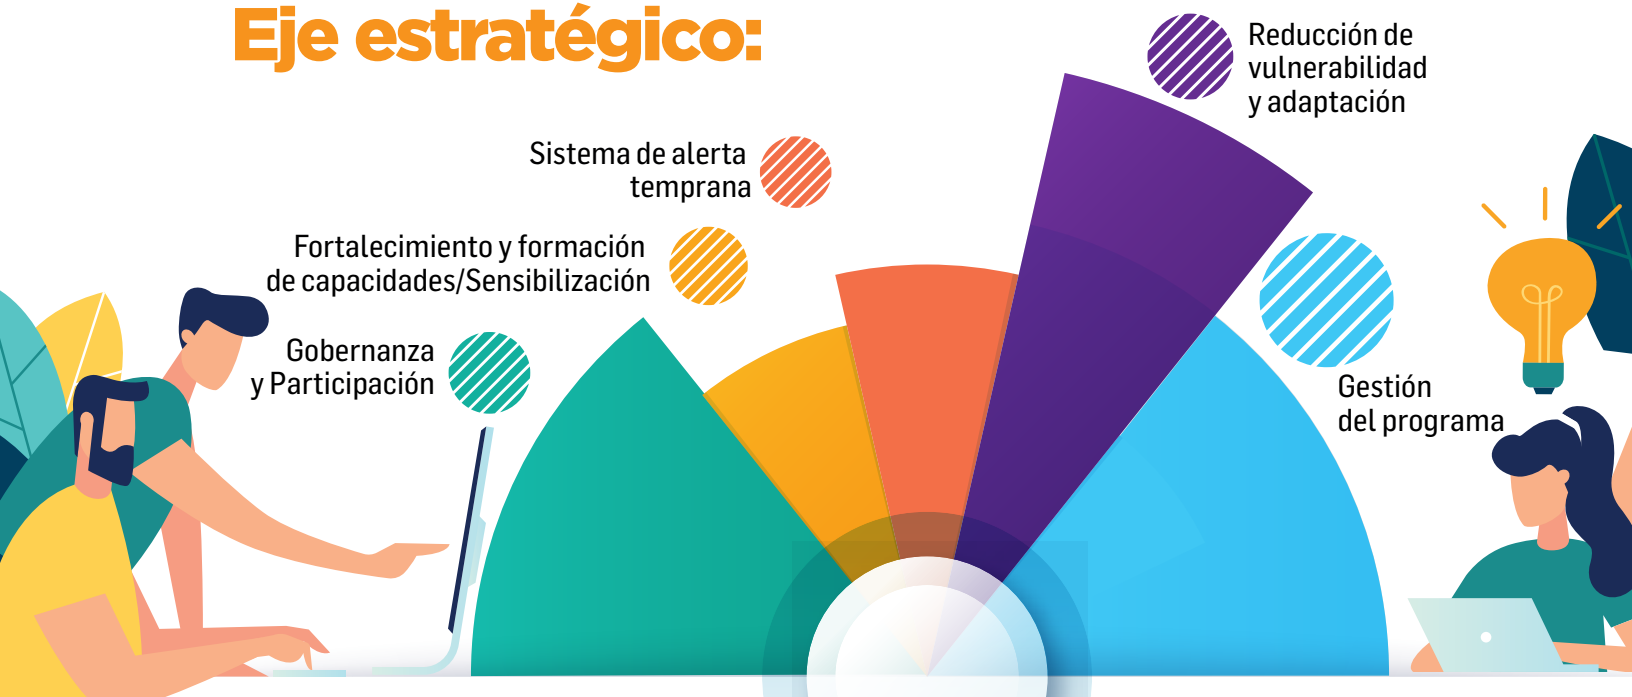 Eje estratégico:
Reducción de
vulnerabilidad
y adaptación
Sistema de alerta
temprana
Fortalecimiento y formación
de capacidades/Sensibilización
Gobernanza
y Participación
Gestión
del programa